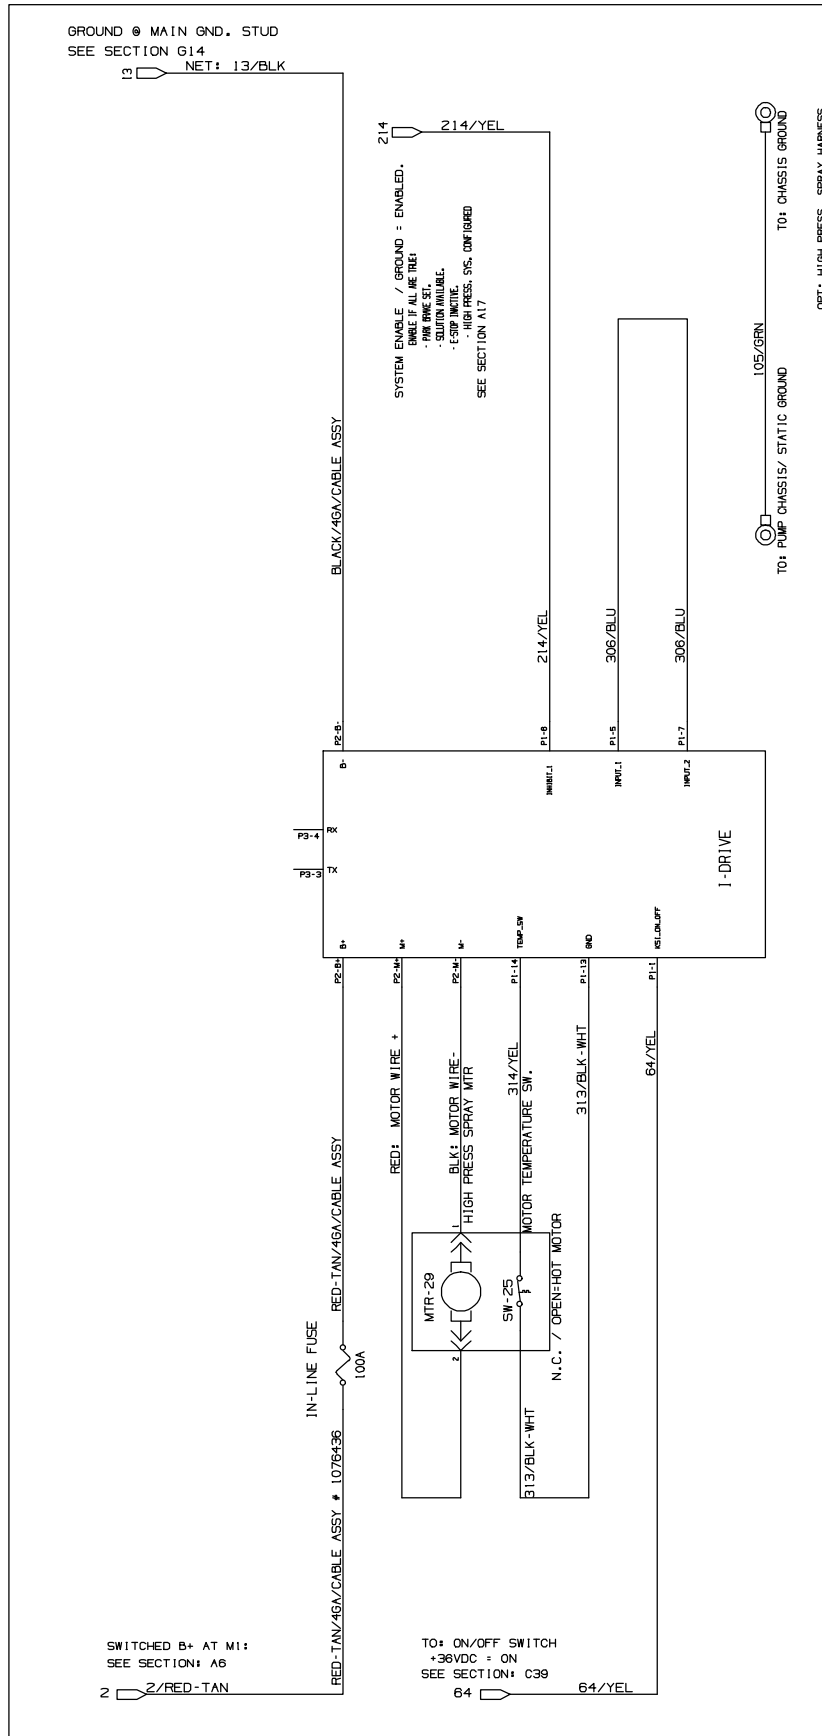 GROUND @ MAIN GND. STUD
SEE SECTION G14
13
NET: 13/BLK
214
214/YEL
SYSTEM ENABLE / GROUND = ENABLED.
ENABLE IF ALL ARE TRUE:
- PARK BRAKE SET.
- SOLUTION AVAILABLE.
- E-STOP INACTIVE.
- HIGH PRESS. SYS. CONFIGURED
SEE SECTION A17
TO: CHASSIS GROUND
OPT: HIGH PRESS. SPRAY HARNESS
105/GRN
TO: PUMP CHASSIS/ STATIC GROUND
BLACK/4GA/CABLE ASSY
214/YEL
306/BLU
306/BLU
P2-B-
P1-8
P1-5
P1-7
B-
INHIBIT_1
INPUT_1
INPUT_2
P3-4
RX
P3-3
TX
I-DRIVE
B+
M+
M-
TEMP_SW
GND
KSI_ON_OFF
P2-B+
P2-M+
P2-M-
P1-14
P1-13
P1-1
RED-TAN/4GA/CABLE ASSY
RED: MOTOR WIRE +
BLK: MOTOR WIRE-
HIGH PRESS SPRAY MTR
314/YEL
MOTOR TEMPERATURE SW.
313/BLK-WHT
64/YEL
1
MTR-29
SW-25
2
N.C. / OPEN=HOT MOTOR
IN-LINE FUSE
100A
313/BLK-WHT
RED-TAN/4GA/CABLE ASSY # 1076436
SWITCHED B+ AT M1:
SEE SECTION: A6
2
2/RED-TAN
TO: ON/OFF SWITCH
+36VDC = ON
SEE SECTION: C39
64
64/YEL